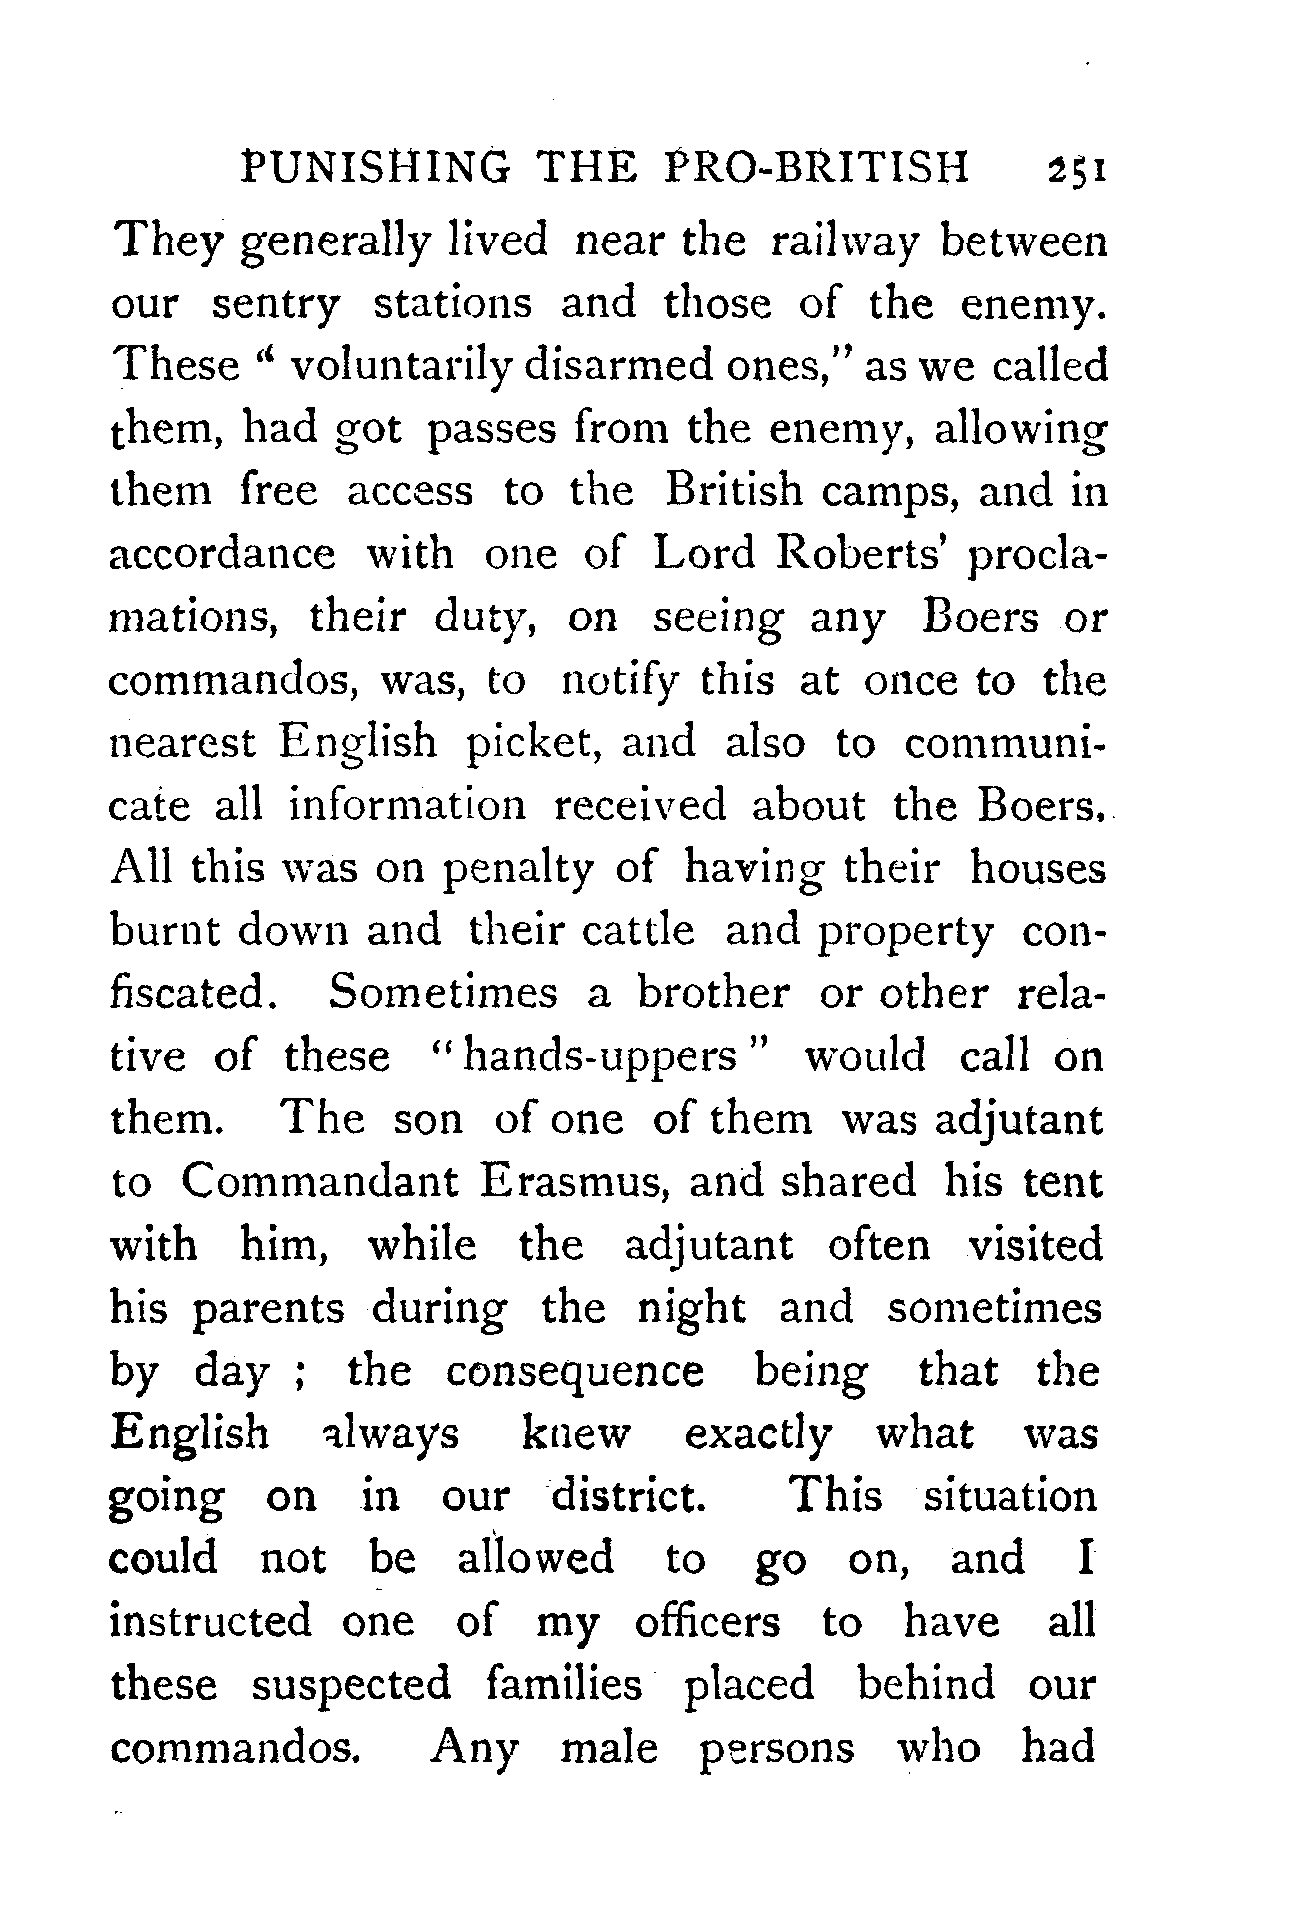 PUNISHING THE PRO-BRITISH 251
They generally lived near the railway between
our sentry stations and those of the enemy.
These " voluntarily disarmed ones," as we called
them, had got passes from the enemy, allowing
them free access to the British camps, and in
accordance with one of Lord Roberts' procla-
mations, their duty, on seeing any Boers or
commandos, was, to notify this at once to the
nearest English picket, and also to communi-
cate all information received about the Boers.
All this was on penalty of having their houses
burnt down and their cattle and property con-
fiscated. Sometimes a brother or other rela-
tive of these "hands-uppers" would call on
them. The son of one of them was adjutant
to Commandant Erasmus, and shared his tent
with him, while the adjutant often visited
his parents during the night and sometimes
by day ; the consequence being that the
English always knew exactly what was
going on in our district. This situation
could not be allowed to go on, and I
instructed one of my officers to have all
these suspected families placed behind our
commandos. Any male persons who had